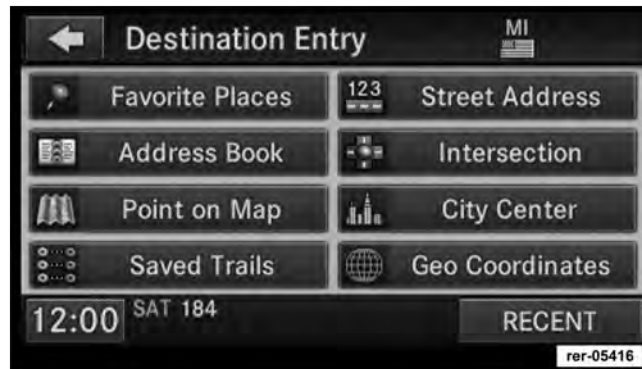 Destination Entry
MI
Favorite Places
123
Street Address
Address Book
Intersection
Point on Map
City Center
Saved Trails
Geo Coordinates
12:00
SAT 184
RECENT
rer-05416